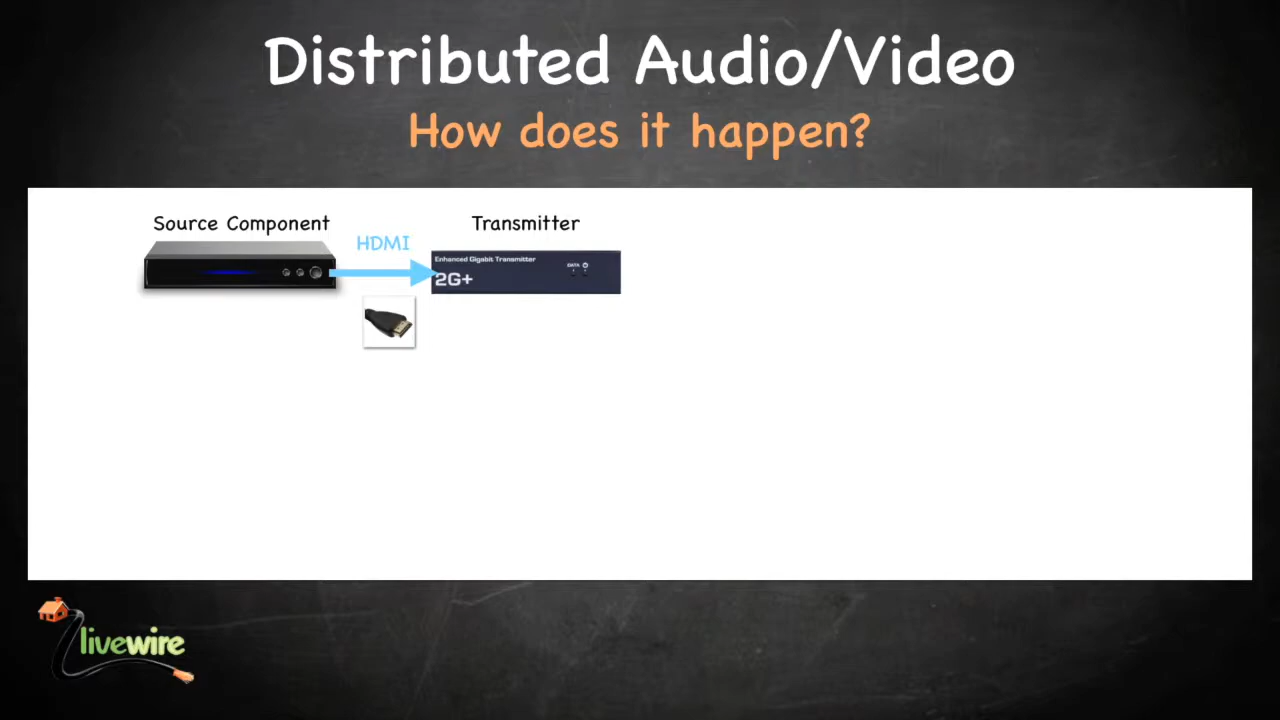 Distributed Audio/Video
How does it happen?
Source Component
HDMI
Transmitter
Enhanced Gigabit Transmitter
DATA
2G+
livewire